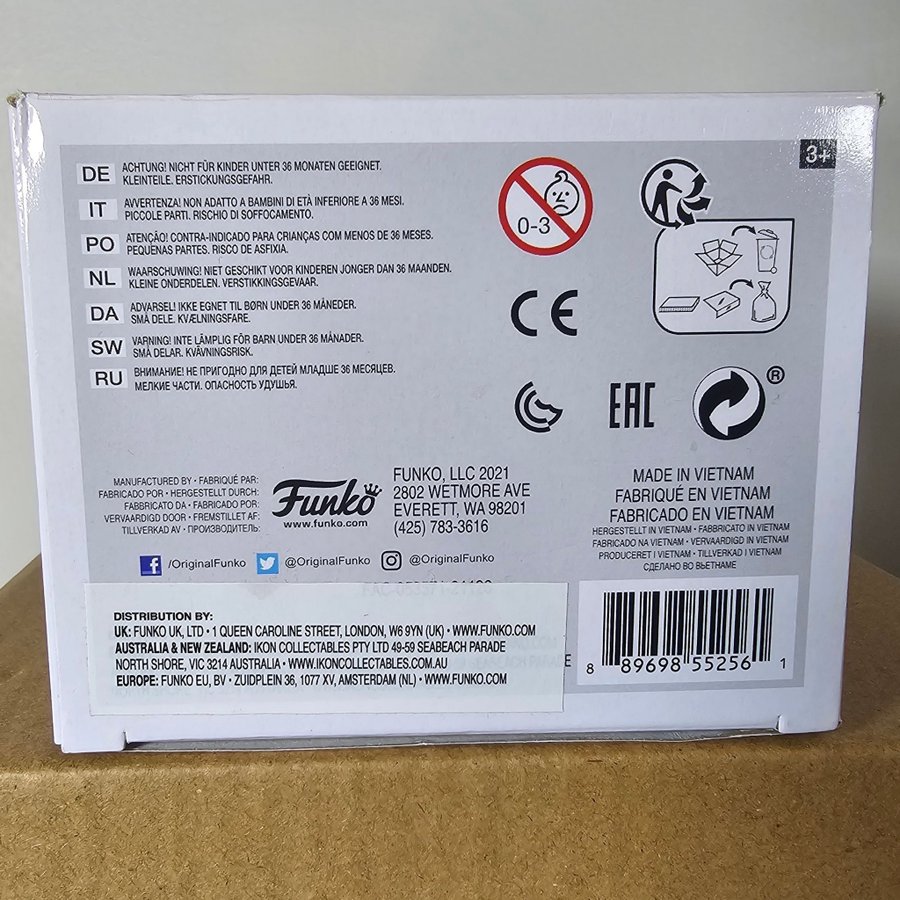 3+
DE ACHTUNG! NICHT FÜR KINDER UNTER 36 MONATEN GEEIGNET.
KLEINTEILE. ERSTICKUNGSGEFAHR.
IT AVVERTENZA! NON ADATTO A BAMBINI DI ETÀ INFERIORE A 36 MESI.
PICCOLE PARTI. RISCHIO DI SOFFOCAMENTO.
PO ATENÇÃO! CONTRA-INDICADO PARA CRIANÇAS COM MENOS DE 36 MESES.
PEQUENAS PARTES. RISCO DE ASFIXIA.
NL WAARSCHUWING! NIET GESCHIKT VOOR KINDEREN JONGER DAN 36 MAANDEN.
KLEINE ONDERDELEN. VERSTIKKINGSGEVAAR.
DA ADVARSEL! IKKE EGNET TIL BØRN UNDER 36 MÅNEDER.
SMÅ DELE. KVÆLNINGSFARE.
SW VARNING! INTE LÄMPLIG FÖR BARN UNDER 36 MÅNADER.
SMÅ DELAR. KVÄVNINGSRISK.
RU ВНИМАНИЕ! НЕ ПРИГОДНО ДЛЯ ДЕТЕЙ МЛАДШЕ 36 МЕСЯЦЕВ.
МЕЛКИЕ ЧАСТИ. ОПАСНОСТЬ УДУШЬЯ.
0-3
CE
EAC
®
MANUFACTURED BY • FABRIQUÉ PAR:
FABRICADO POR • HERGESTELLT DURCH:
FABRICATO DA • FABRICADO POR:
VERVAARDIGD DOOR • FREMSTILLET AF:
TILLVERKAD AV • ПРОИЗВОДИТЕЛЬ:
Funko
www.funko.com
FUNKO, LLC 2021
2802 WETMORE AVE
EVERETT, WA 98201
(425) 783-3616
MADE IN VIETNAM
FABRIQUÉ EN VIETNAM
FABRICADO EN VIETNAM
HERGESTELLT IN VIETNAM • FABBRICATO IN VIETNAM
FABRICADO NA VIETNAM • VERVAARDIGD IN VIETNAM
PRODUCERET I VIETNAM • TILLVERKAD I VIETNAM
СДЕЛАНО ВО ВЬЕТНАМЕ
f /OriginalFunko @OriginalFunko @OriginalFunko
DISTRIBUTION BY:
UK: FUNKO UK, LTD • 1 QUEEN CAROLINE STREET, LONDON, W6 9YN (UK) • WWW.FUNKO.COM
AUSTRALIA & NEW ZEALAND: IKON COLLECTABLES PTY LTD 49-59 SEABEACH PARADE
NORTH SHORE, VIC 3214 AUSTRALIA • WWW.IKONCOLLECTABLES.COM.AU
EUROPE: FUNKO EU, BV • ZUIDPLEIN 36, 1077 XV, AMSTERDAM (NL) • WWW.FUNKO.COM
8 89698 55256 1